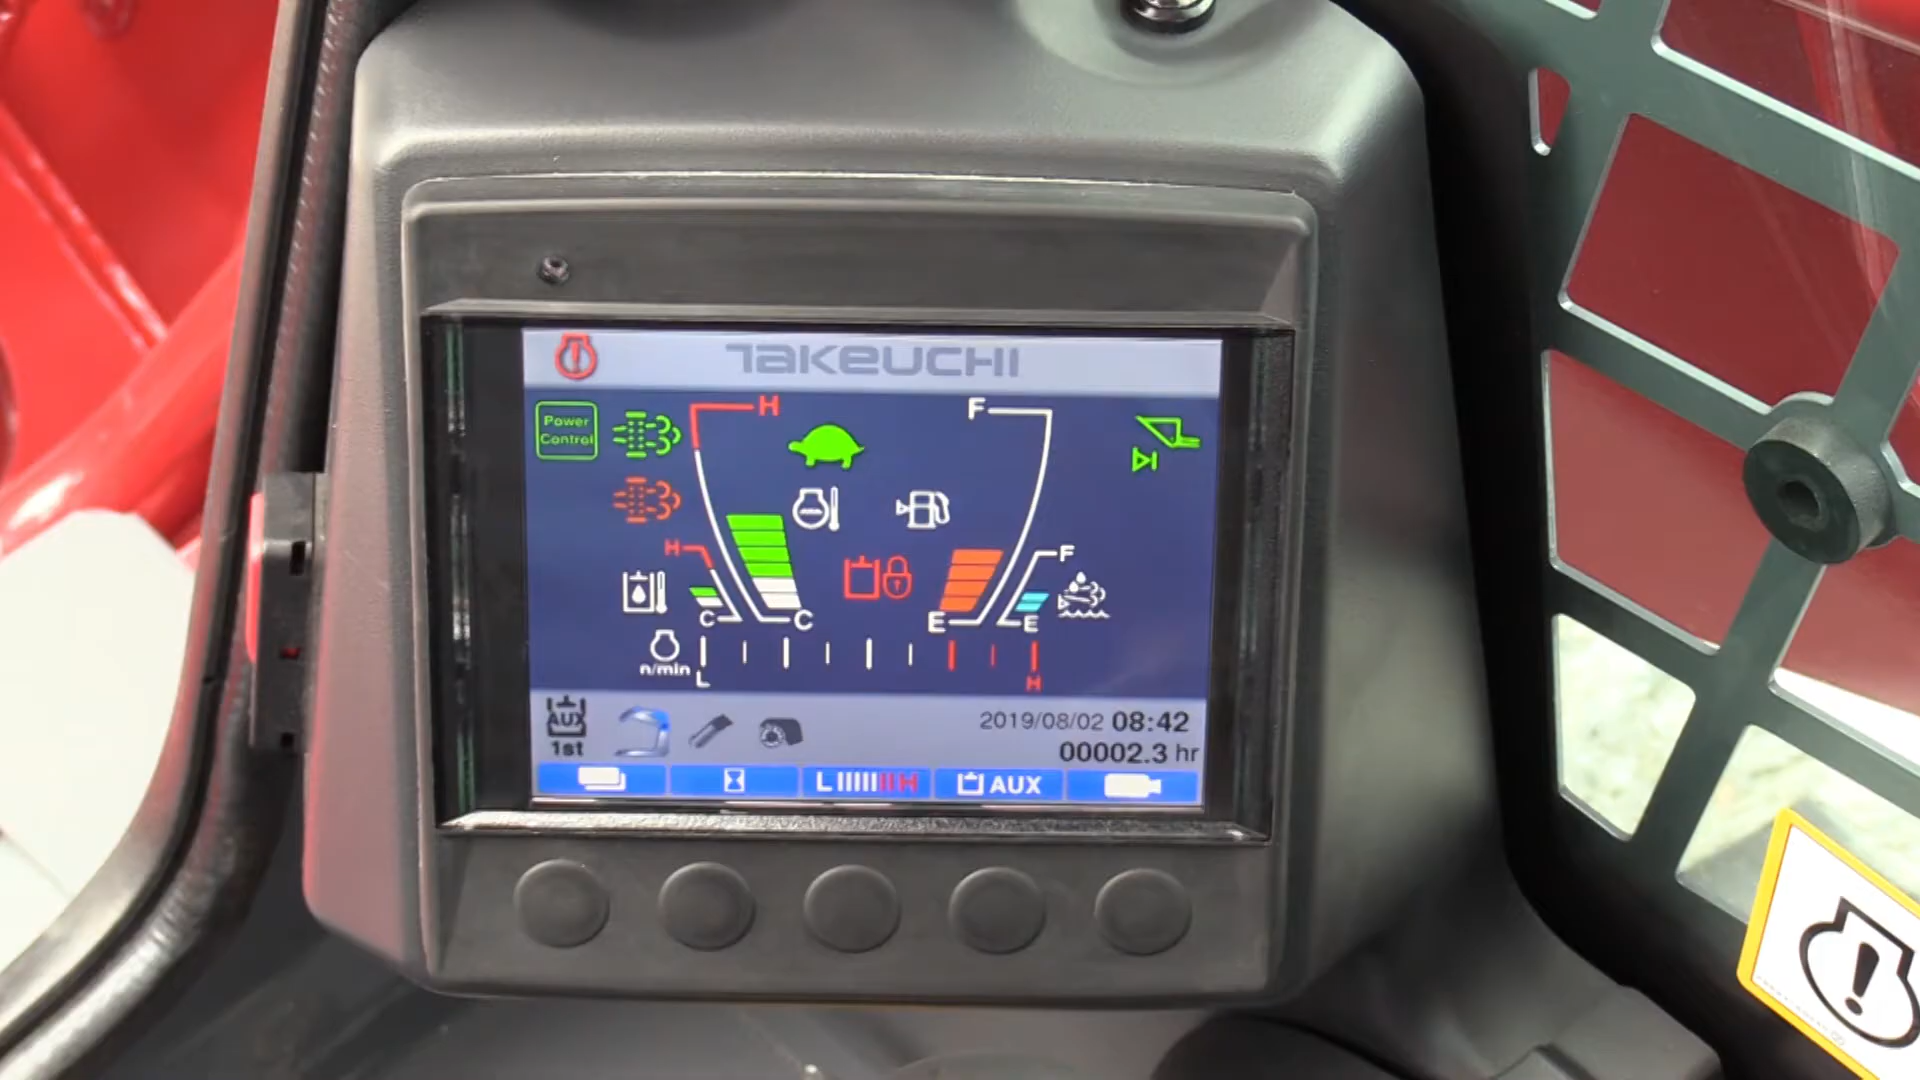 TAKEUCHI
Power
Control
H
F
H
F
C
C
E
E
n/min
L
H
AUX
1st
2019/08/02 08:42
00002.3 hr
L H
AUX